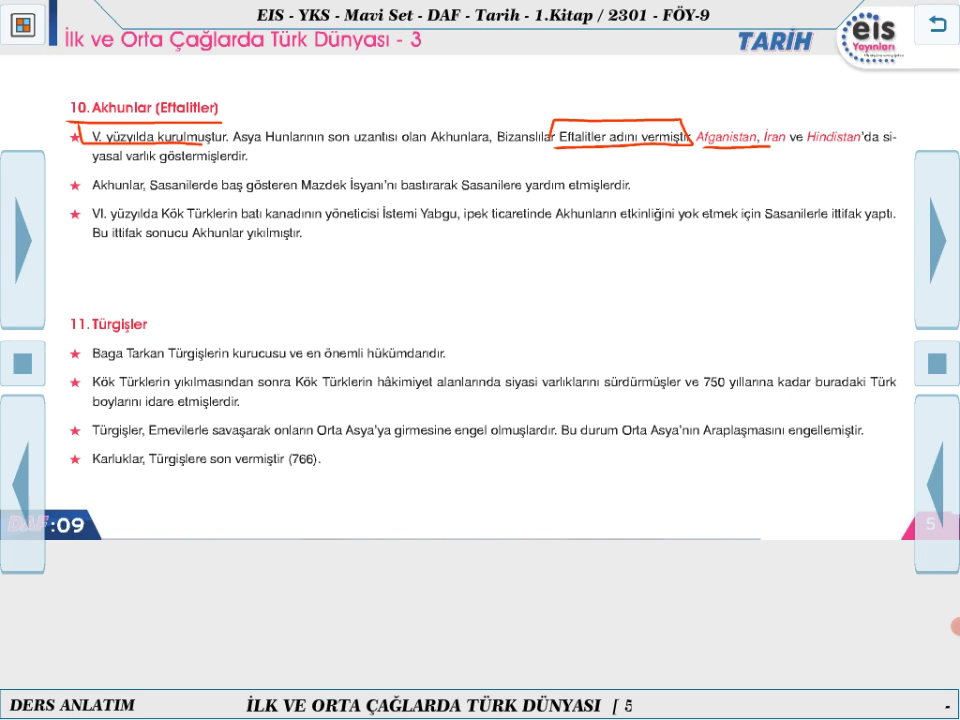 EIS - YKS - Mavi Set - DAF - Tarih - 1.Kitap / 2301 - FÖY-9
İlk ve Orta Çağlarda Türk Dünyası - 3
TARİH
eis
Yayınları
10. Akhunlar (Eftalitler)
★ V. yüzyılda kurulmuştur. Asya Hunlarının son uzantısı olan Akhunlara, Bizanslılar Eftalitler adını vermiştir. Afganistan, İran ve Hindistan'da si-
yasal varlık göstermişlerdir.
★ Akhunlar, Sasanilerde baş gösteren Mazdek İsyanı'nı bastırarak Sasanilere yardım etmişlerdir.
★ VI. yüzyılda Kök Türklerin batı kanadının yöneticisi İstemi Yabgu, ipek ticaretinde Akhunların etkinliğini yok etmek için Sasanilerle ittifak yaptı.
Bu ittifak sonucu Akhunlar yıkılmıştır.
11. Türgişler
★ Baga Tarkan Türgişlerin kurucusu ve en önemli hükümdarıdır.
★ Kök Türklerin yıkılmasından sonra Kök Türklerin hâkimiyet alanlarında siyasi varlıklarını sürdürmüşler ve 750 yıllarına kadar buradaki Türk
boylarını idare etmişlerdir.
★ Türgişler, Emevilerle savaşarak onların Orta Asya'ya girmesine engel olmuşlardır. Bu durum Orta Asya'nın Araplaşmasını engellemiştir.
★ Karluklar, Türgişlere son vermiştir (766).
DAF:09
5
DERS ANLATIM
İLK VE ORTA ÇAĞLARDA TÜRK DÜNYASI [ 5
-